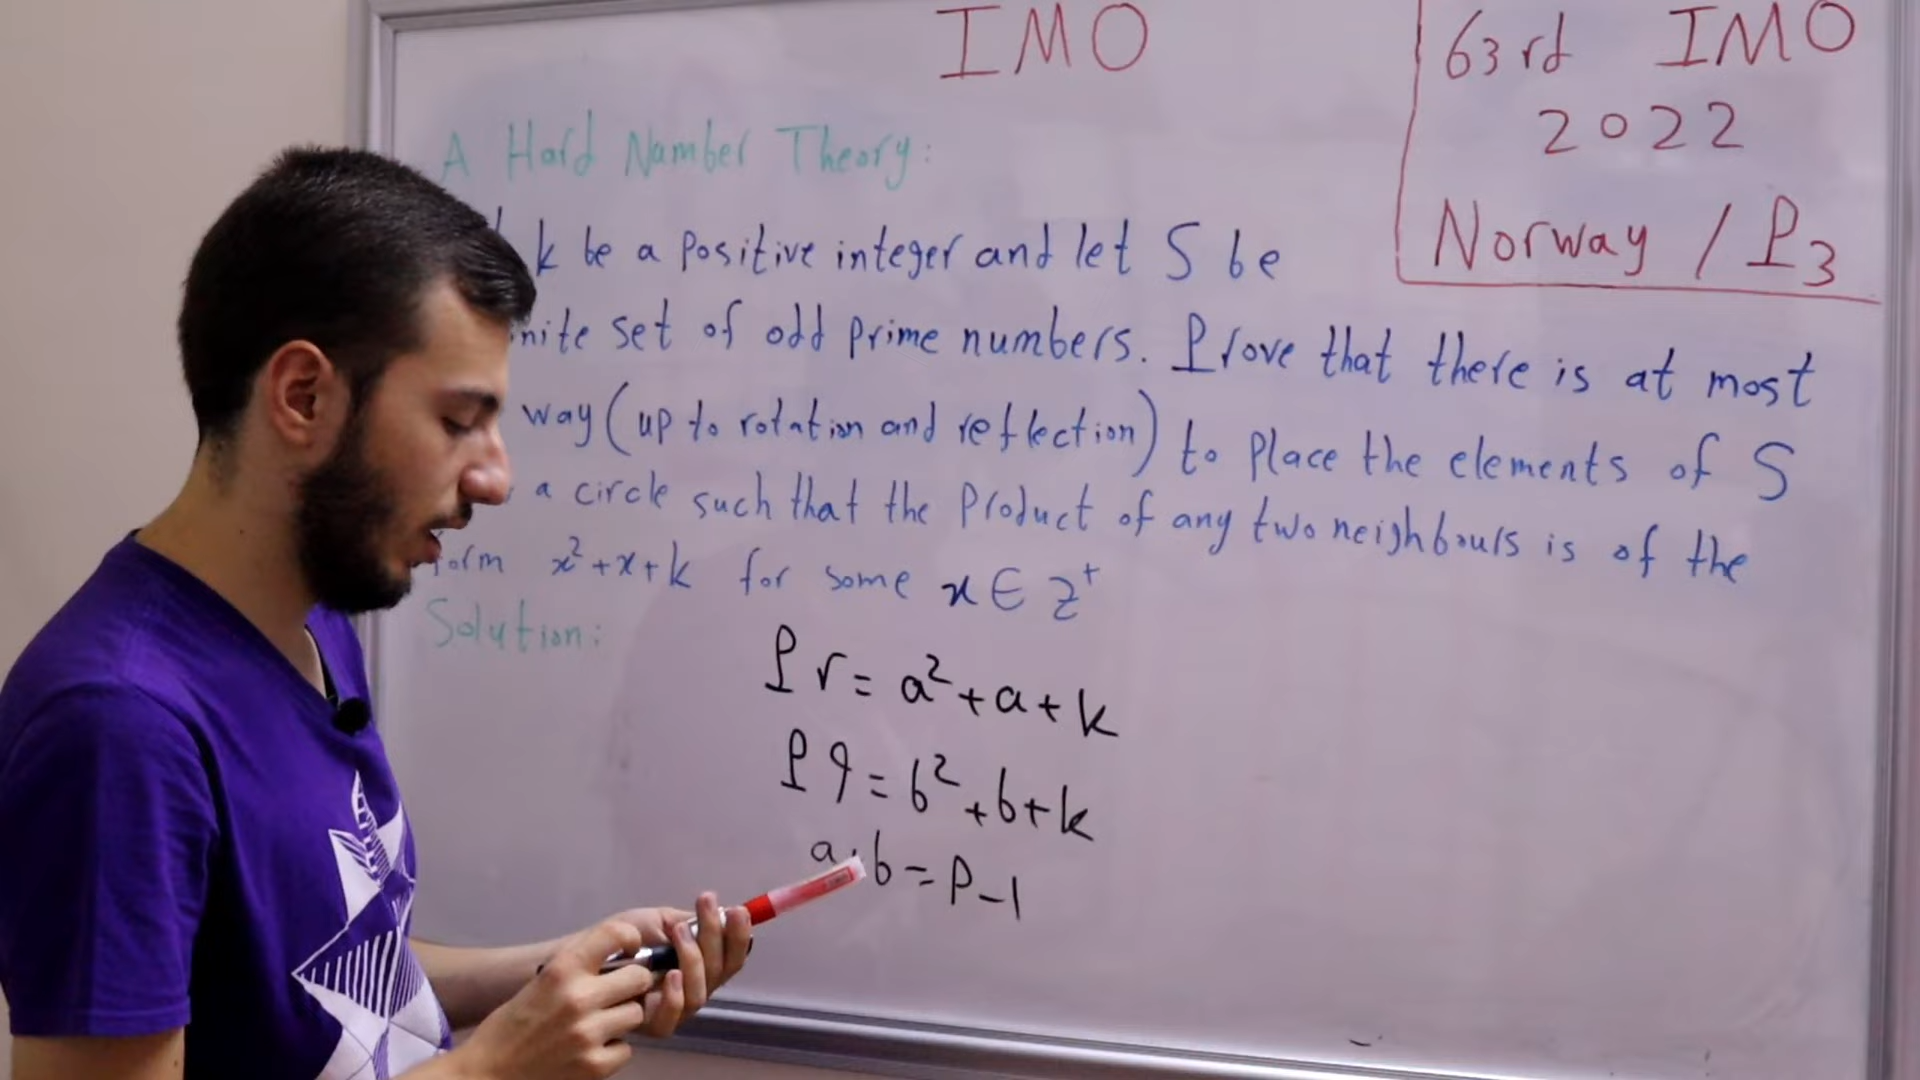 IMO
63rd IMO
2022
Norway / P3
A Hard Number Theory:
k be a positive integer and let S be
set of odd prime numbers. Prove that there is at most
way (up to rotation and reflection) to place the elements of S
a circle such that the product of any two neighbours is of the
form x²+x+k for some x ∈ Z⁺
Solution:
Pr = a²+a+k
Pq = b²+b+k
a b = P-1